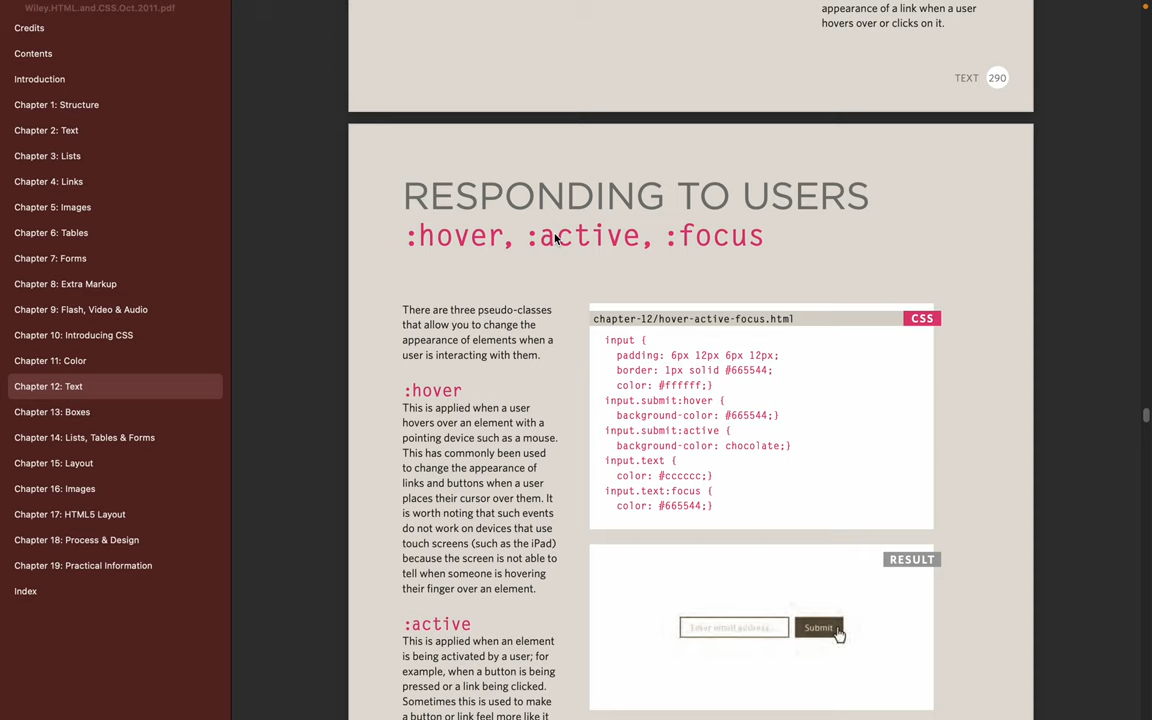 Wiley.HTML.and.CSS.Oct.2011.pdf
Credits
Contents
Introduction
Chapter 1: Structure
Chapter 2: Text
Chapter 3: Lists
Chapter 4: Links
Chapter 5: Images
Chapter 6: Tables
Chapter 7: Forms
Chapter 8: Extra Markup
Chapter 9: Flash, Video & Audio
Chapter 10: Introducing CSS
Chapter 11: Color
Chapter 12: Text
Chapter 13: Boxes
Chapter 14: Lists, Tables & Forms
Chapter 15: Layout
Chapter 16: Images
Chapter 17: HTML5 Layout
Chapter 18: Process & Design
Chapter 19: Practical Information
Index
appearance of a link when a user
hovers over or clicks on it.
TEXT 290
RESPONDING TO USERS
:hover, :active, :focus
There are three pseudo-classes
that allow you to change the
appearance of elements when a
user is interacting with them.
:hover
This is applied when a user
hovers over an element with a
pointing device such as a mouse.
This has commonly been used
to change the appearance of
links and buttons when a user
places their cursor over them. It
is worth noting that such events
do not work on devices that use
touch screens (such as the iPad)
because the screen is not able to
tell when someone is hovering
their finger over an element.
:active
This is applied when an element
is being activated by a user; for
example, when a button is being
pressed or a link being clicked.
Sometimes this is used to make
a button or link feel more like it
chapter-12/hover-active-focus.html CSS
input {
padding: 6px 12px 6px 12px;
border: 1px solid #665544;
color: #ffffff;}
input.submit:hover {
background-color: #665544;}
input.submit:active {
background-color: chocolate;}
input.text {
color: #cccccc;}
input.text:focus {
color: #665544;}
RESULT
Enter email address... Submit